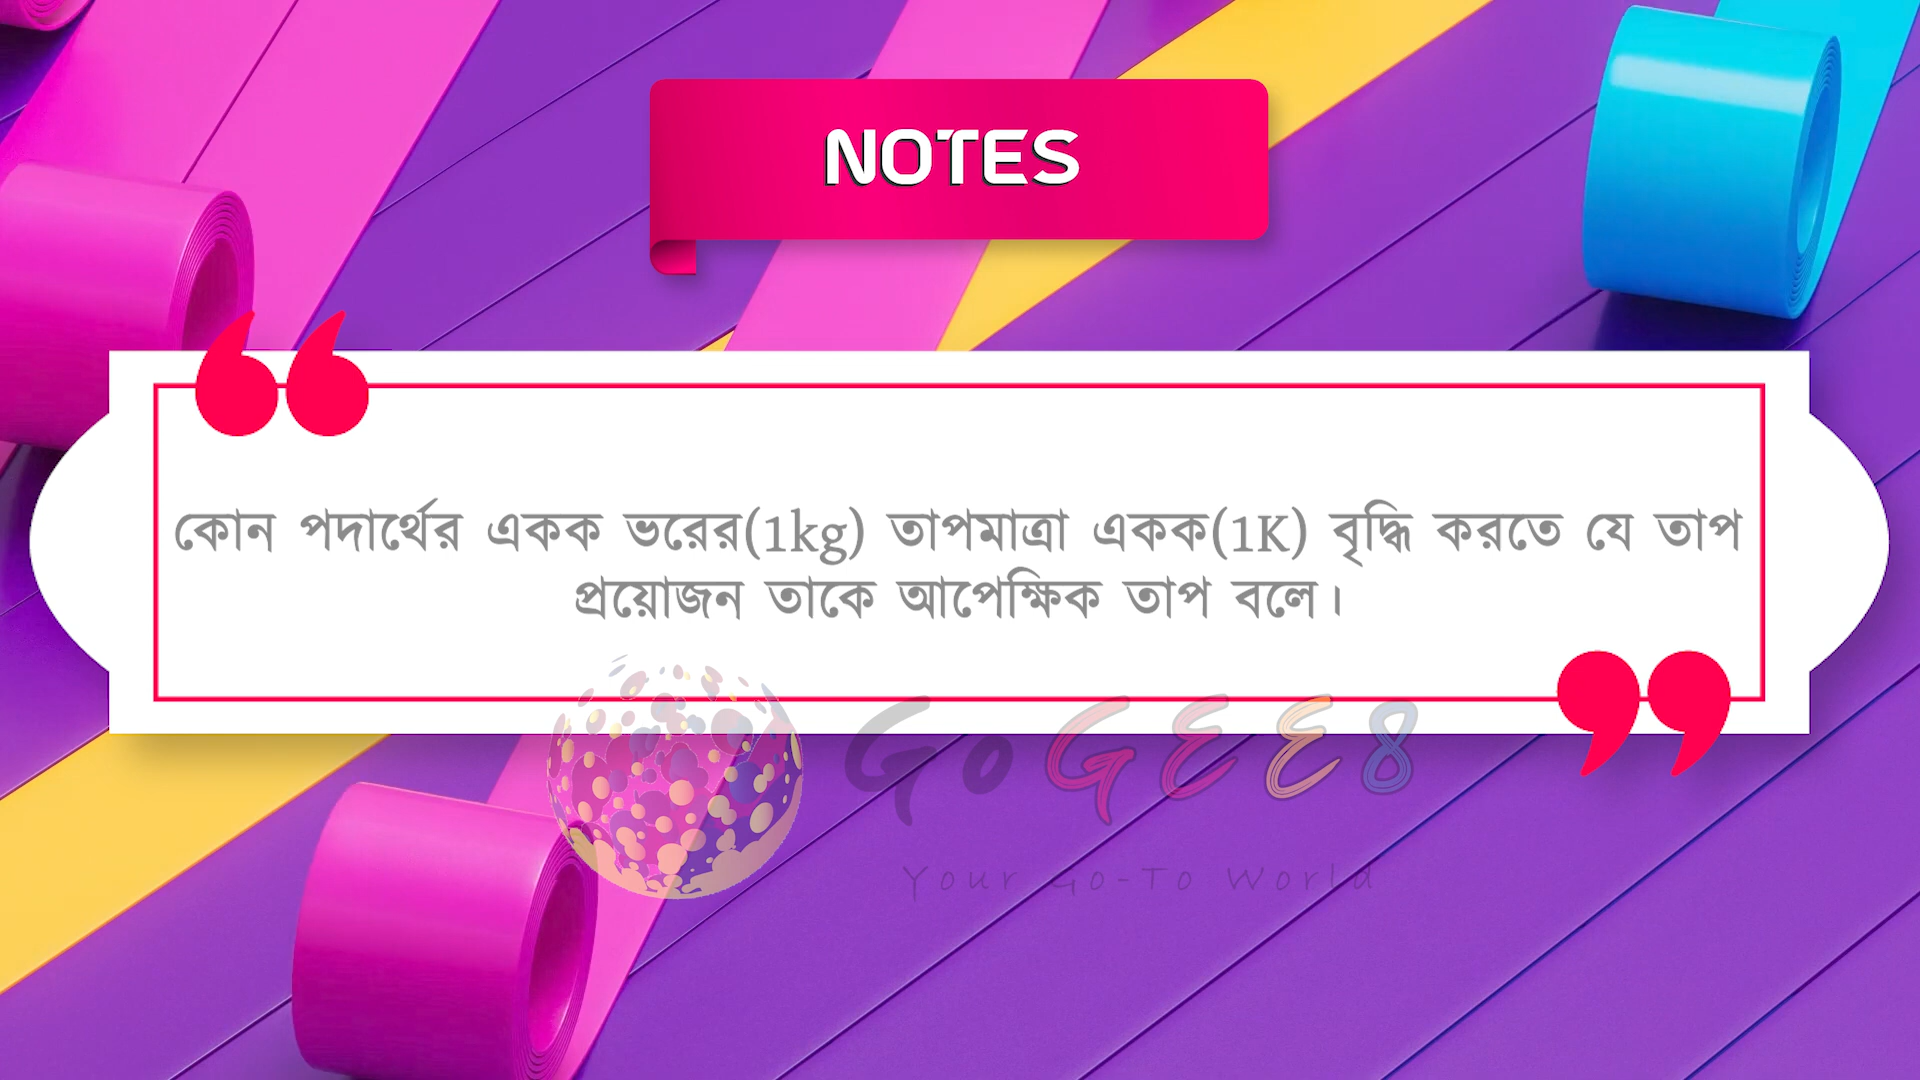 NOTES
কোন পদার্থের একক ভরের(1kg) তাপমাত্রা একক(1K) বৃদ্ধি করতে যে তাপ
প্রয়োজন তাকে আপেক্ষিক তাপ বলে।
GoGEE8
Your Go-To World